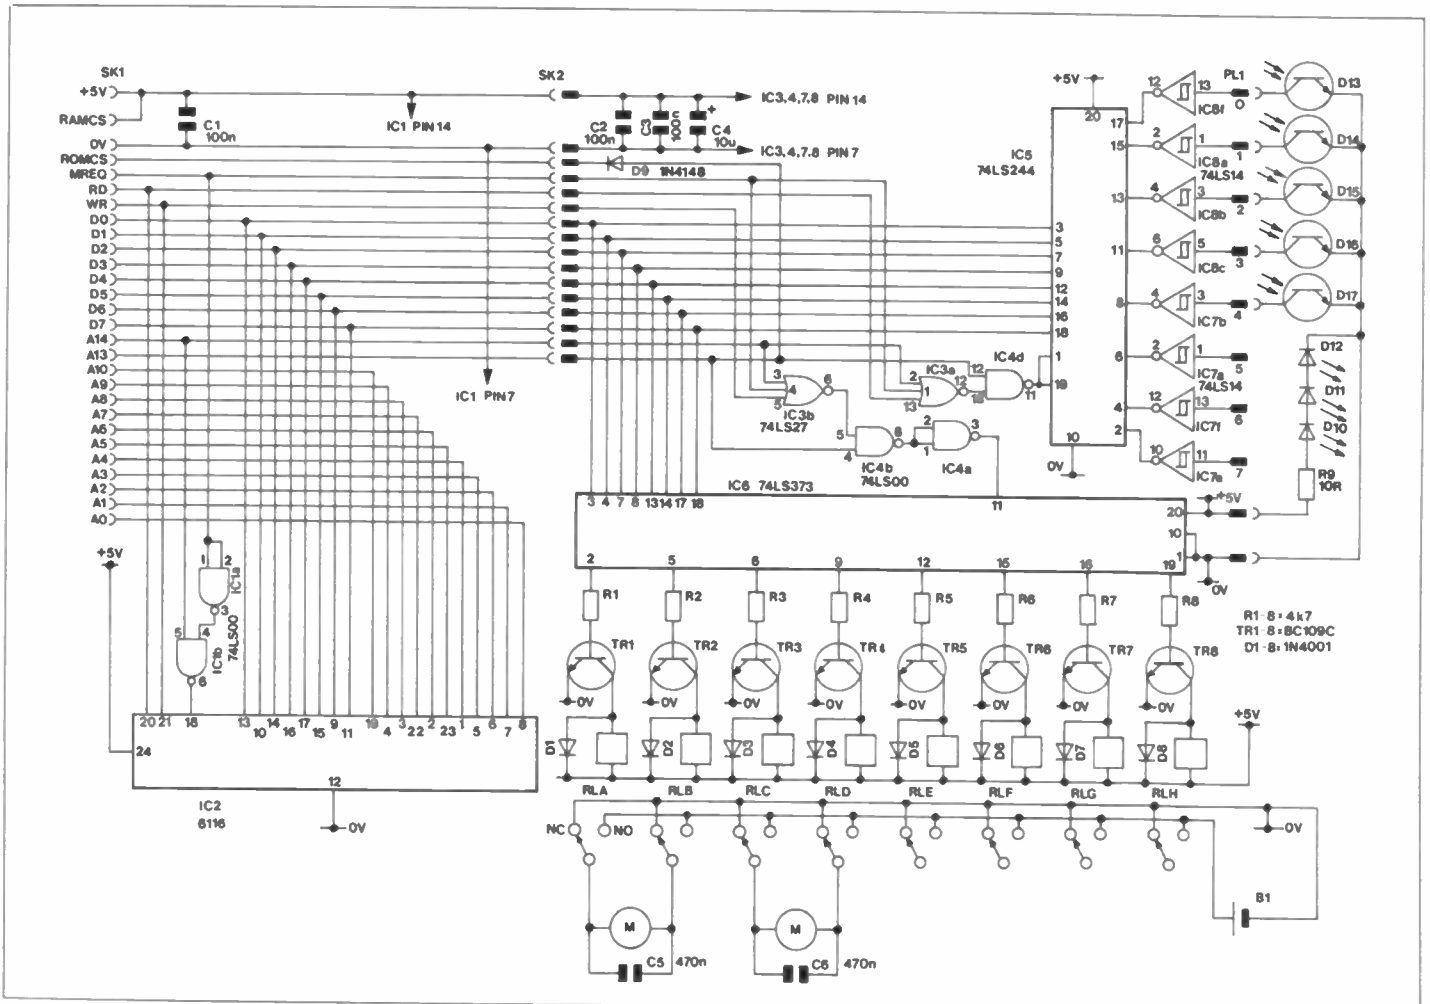 SK1
+5V
RAMCS
0V
ROMCS
MREQ
RD
WR
D0
D1
D2
D3
D4
D5
D6
D7
A14
A13
A10
A9
A8
A7
A6
A5
A4
A3
A2
A1
A0
C1
100n
IC1 PIN 14
IC1 PIN 7
SK2
IC3,4,7.8 PIN 14
C2
100n
C3
100n
+
C4
10u
IC3,4,7.8 PIN 7
D9 1N4148
+5V
20
IC5
74LS244
17
15
13
11
8
6
4
2
3
5
7
9
12
14
16
18
1
19
10
0V
PL1
12 13
IC8f
0
2 1
IC8a
74LS14
1
4 3
IC8b
2
6 5
IC8c
3
4 3
IC7b
4
2 1
IC7a
74LS14
5
12 13
IC7f
6
10 11
IC7e
7
D13
D14
D15
D16
D17
D12
D11
D10
R9
10R
3
4
5
6
IC3b
74LS27
2
1
13
12
IC3a
12
13
11
IC4d
5
4
6
IC4b
74LS00
2
1
3
IC4a
IC6 74LS373
3 4 7 8 13 14 17 18
11
20
10
1
+5V
0V
2 5 6 9 12 15 16 19
R1 R2 R3 R4 R5 R6 R7 R8
TR1 TR2 TR3 TR4 TR5 TR6 TR7 TR8
0V 0V 0V 0V 0V 0V 0V 0V
R1-8=4k7
TR1-8=BC109C
D1-8=1N4001
D1 D2 D3 D4 D5 D6 D7 D8
+5V
RLA RLB RLC RLD RLE RLF RLG RLH
NC NO
0V
B1
M
C5 470n
M
C6 470n
+5V
1 2
IC1a
3
5 4
IC1b
74LS00
6
20 21 18 13 10 14 16 17 15 9 11 19 4 3 22 2 23 1 5 6 7 8
24
12
IC2
6116
0V